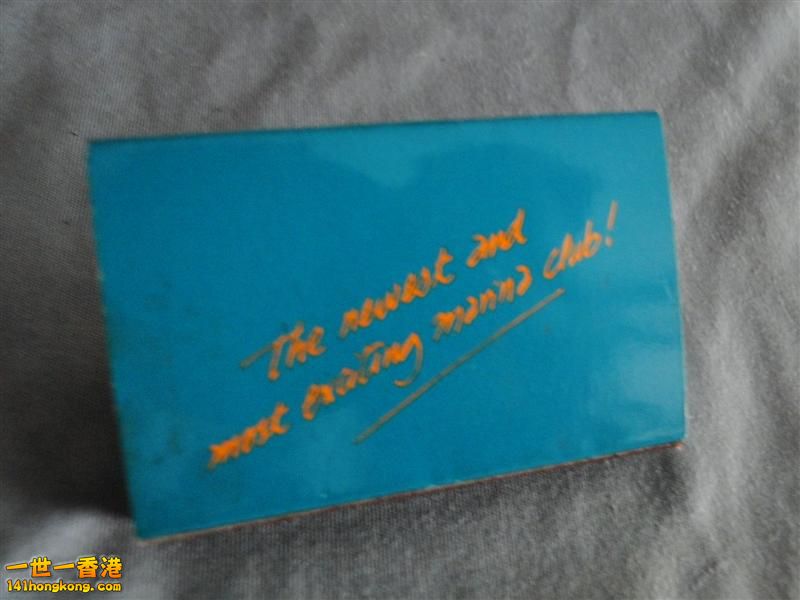 The newest and
most exciting marina club!
一世一香港
141hongkong.com